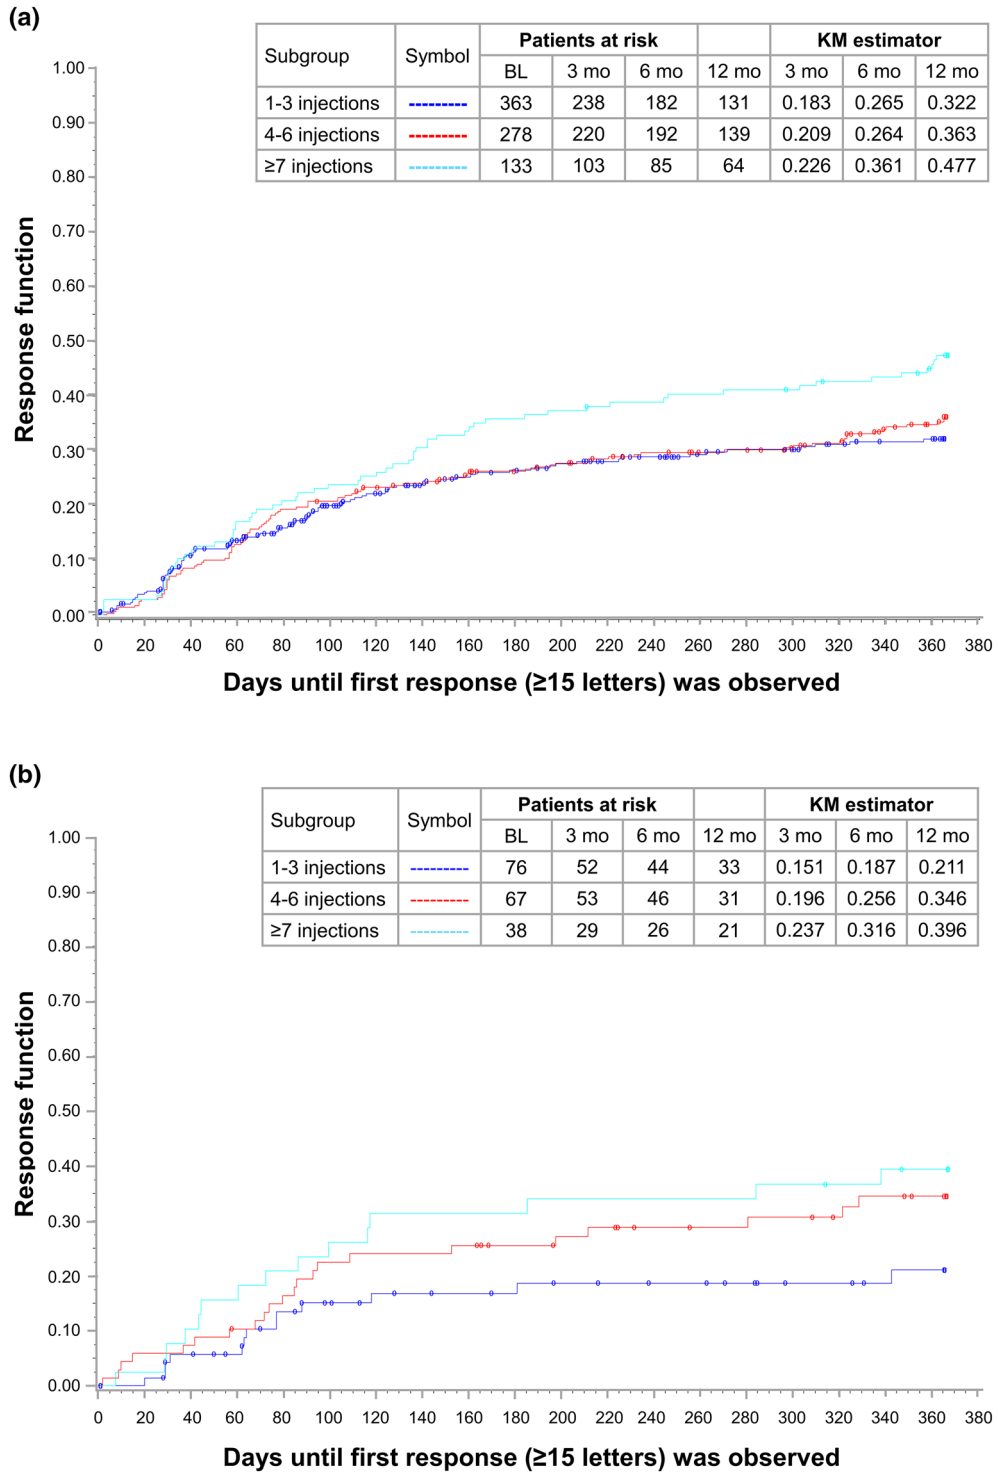 (a)
Subgroup Symbol Patients at risk KM estimator
BL 3 mo 6 mo 12 mo 3 mo 6 mo 12 mo
1-3 injections 363 238 182 131 0.183 0.265 0.322
4-6 injections 278 220 192 139 0.209 0.264 0.363
≥7 injections 133 103 85 64 0.226 0.361 0.477
1.00
0.90
0.80
0.70
0.60
0.50
0.40
0.30
0.20
0.10
0.00
Response function
0 20 40 60 80 100 120 140 160 180 200 220 240 260 280 300 320 340 360 380
Days until first response (≥15 letters) was observed
(b)
Subgroup Symbol Patients at risk KM estimator
BL 3 mo 6 mo 12 mo 3 mo 6 mo 12 mo
1-3 injections 76 52 44 33 0.151 0.187 0.211
4-6 injections 67 53 46 31 0.196 0.256 0.346
≥7 injections 38 29 26 21 0.237 0.316 0.396
1.00
0.90
0.80
0.70
0.60
0.50
0.40
0.30
0.20
0.10
0.00
Response function
0 20 40 60 80 100 120 140 160 180 200 220 240 260 280 300 320 340 360 380
Days until first response (≥15 letters) was observed